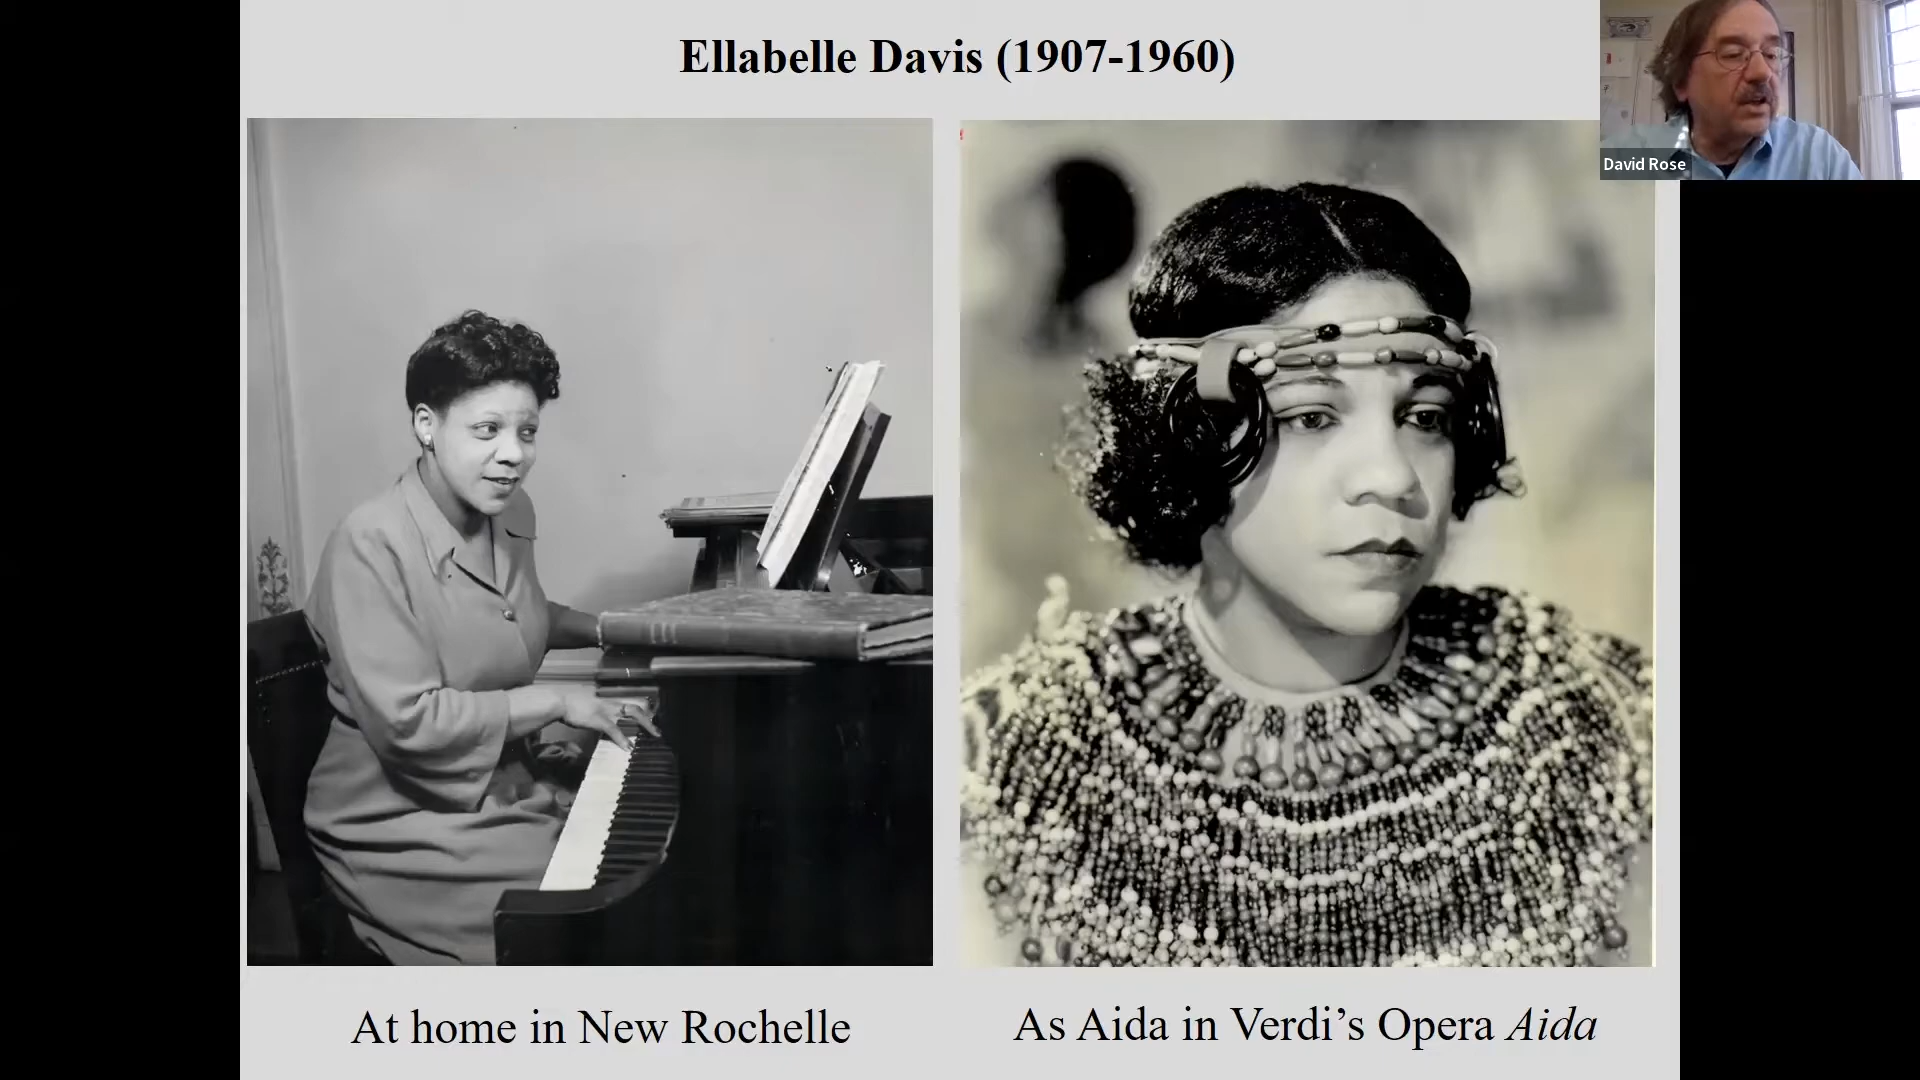 Ellabelle Davis (1907-1960)
David Rose
At home in New Rochelle
As Aida in Verdi’s Opera Aida